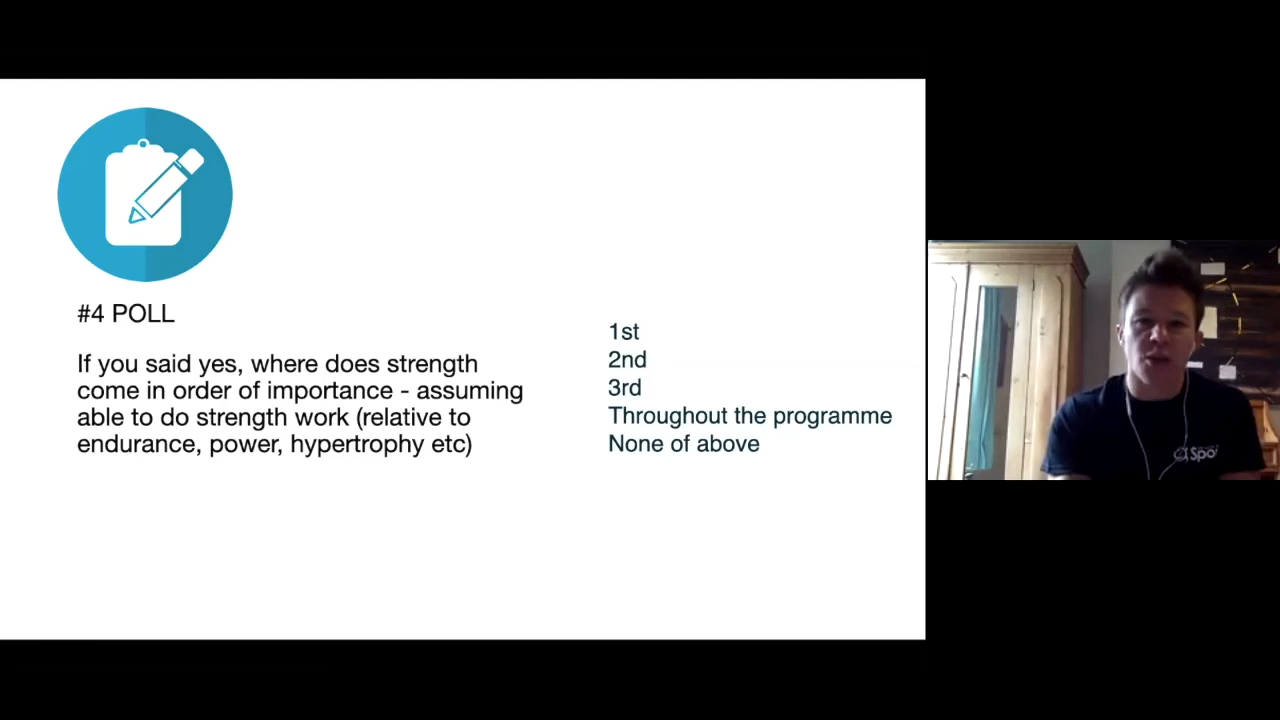 #4 POLL
If you said yes, where does strength
come in order of importance - assuming
able to do strength work (relative to
endurance, power, hypertrophy etc)
1st
2nd
3rd
Throughout the programme
None of above